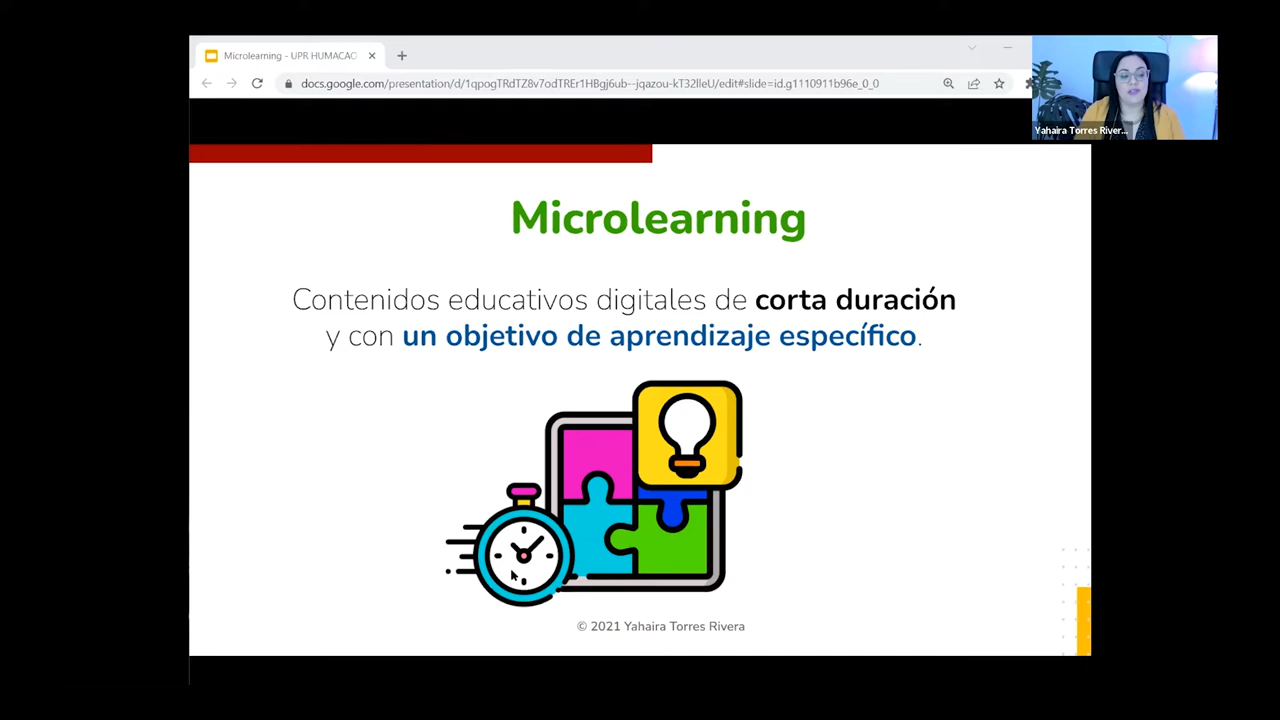 Microlearning - UPR HUMACAO
docs.google.com/presentation/d/1qpogTRdTZ8v7odTREr1HBgj6ub--jqazou-kT32lleU/edit#slide=id.g1110911b96e_0_0
Yahaira Torres River...
Microlearning
Contenidos educativos digitales de corta duración
y con un objetivo de aprendizaje específico.
© 2021 Yahaira Torres Rivera